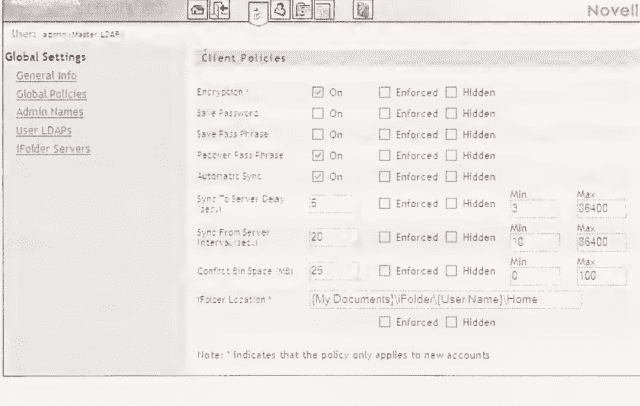 Novell
User: admin (Master LDAP)
Global Settings
General Info
Global Policies
Admin Names
User LDAPs
iFolder Servers
Client Policies
Encryption * On Enforced Hidden
Save Password On Enforced Hidden
Save Pass Phrase On Enforced Hidden
Recover Pass Phrase On Enforced Hidden
Automatic Sync On Enforced Hidden
Sync To Server Delay (sec.) 5 Enforced Hidden Min 3 Max 86400
Sync From Server Interval (sec.) 20 Enforced Hidden Min 10 Max 86400
Conflict Bin Space (MB) 25 Enforced Hidden Min 0 Max 100
iFolder Location * {My Documents}\iFolder\{User Name}\Home
Enforced Hidden
Note: * indicates that the policy only applies to new accounts